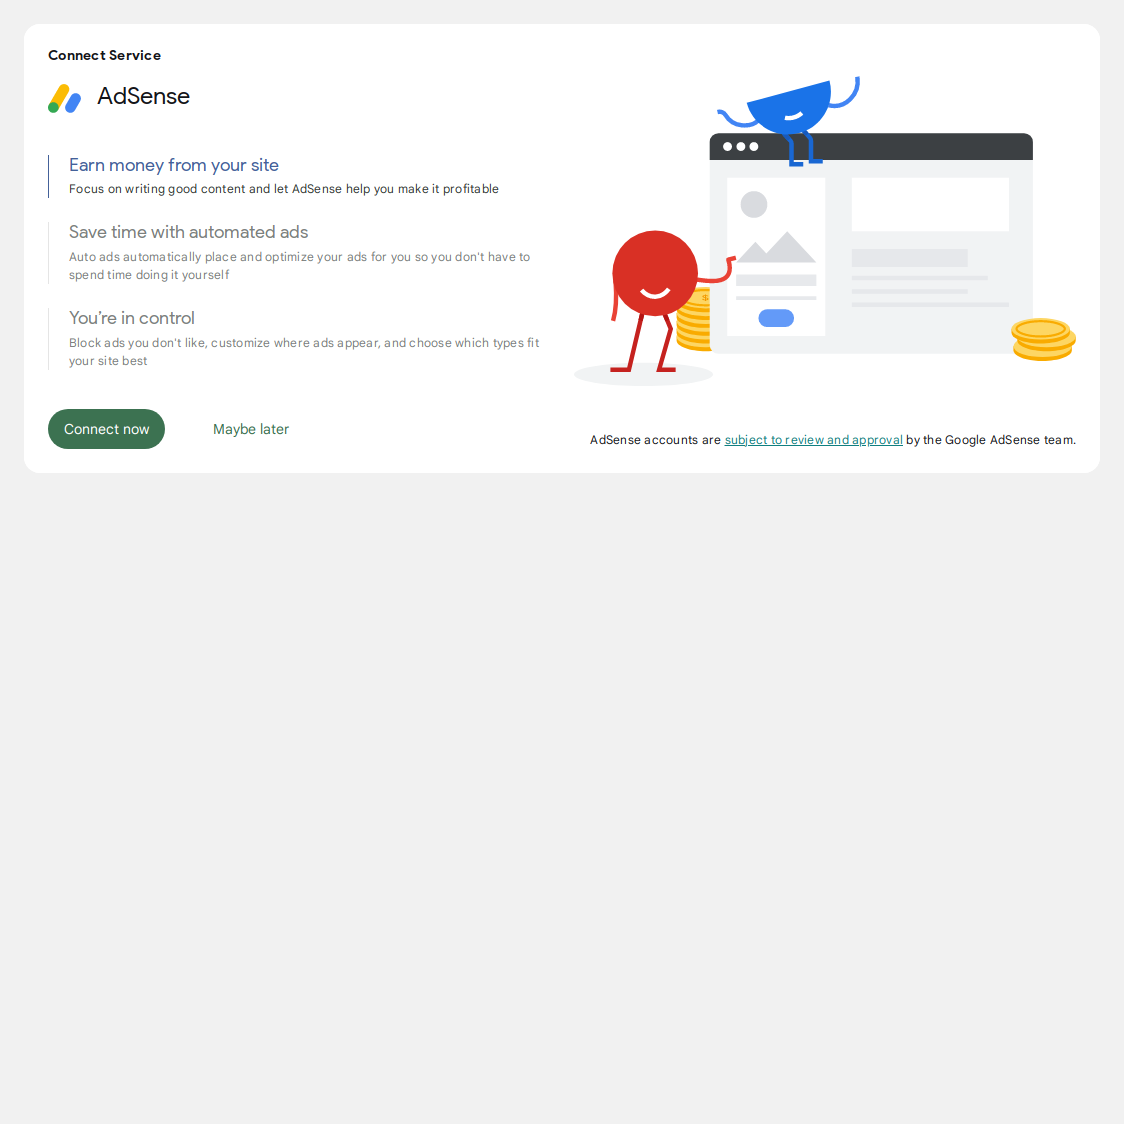 Connect Service
AdSense
Earn money from your site
Focus on writing good content and let AdSense help you make it profitable
Save time with automated ads
Auto ads automatically place and optimize your ads for you so you don't have to
spend time doing it yourself
You’re in control
Block ads you don't like, customize where ads appear, and choose which types fit
your site best
$
Connect now
Maybe later
AdSense accounts are subject to review and approval by the Google AdSense team.